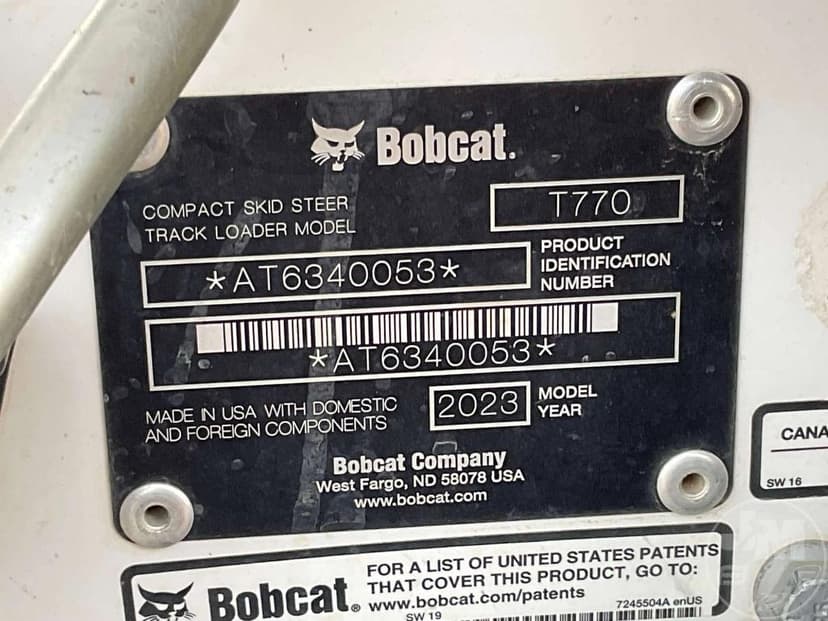 Bobcat.
COMPACT SKID STEER
TRACK LOADER MODEL
T770
*AT6340053*
PRODUCT
IDENTIFICATION
NUMBER
*AT6340053*
MADE IN USA WITH DOMESTIC
AND FOREIGN COMPONENTS
2023
MODEL
YEAR
Bobcat Company
West Fargo, ND 58078 USA
www.bobcat.com
CANA
SW 16
Bobcat®
FOR A LIST OF UNITED STATES PATENTS
THAT COVER THIS PRODUCT, GO TO:
www.bobcat.com/patents
SW 19
7245504A enUS